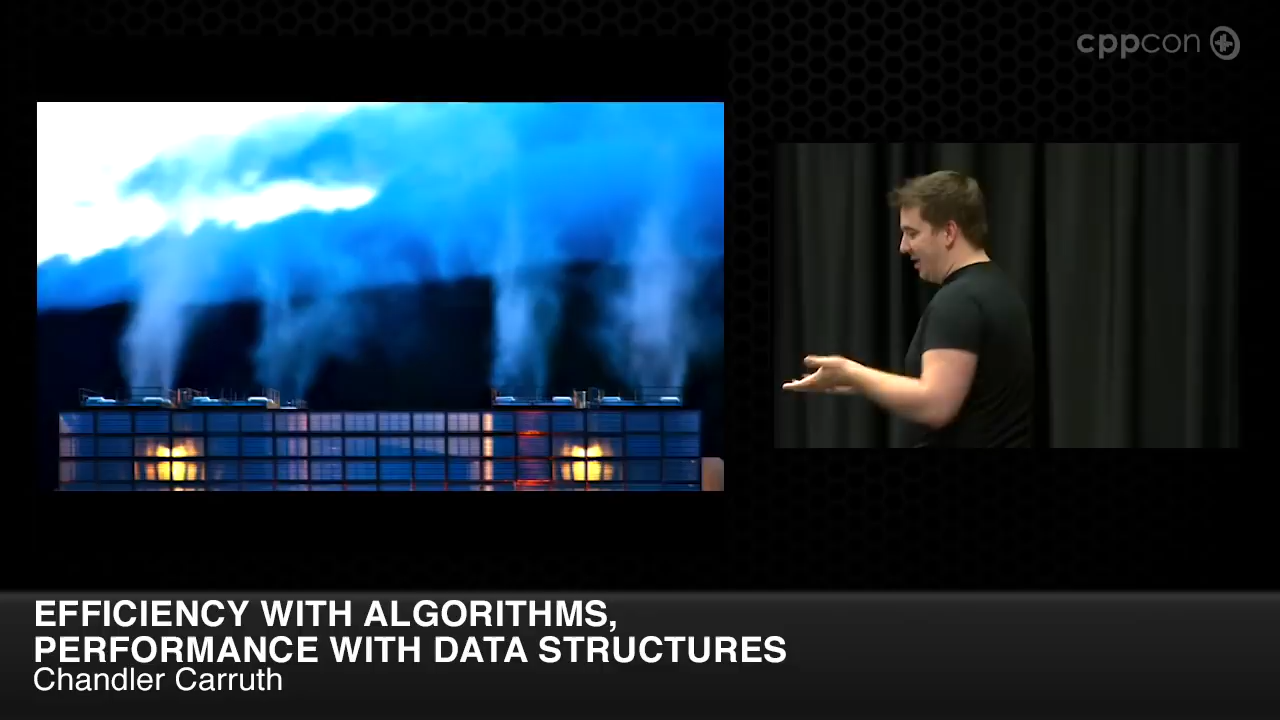 cppcon
EFFICIENCY WITH ALGORITHMS,
PERFORMANCE WITH DATA STRUCTURES
Chandler Carruth